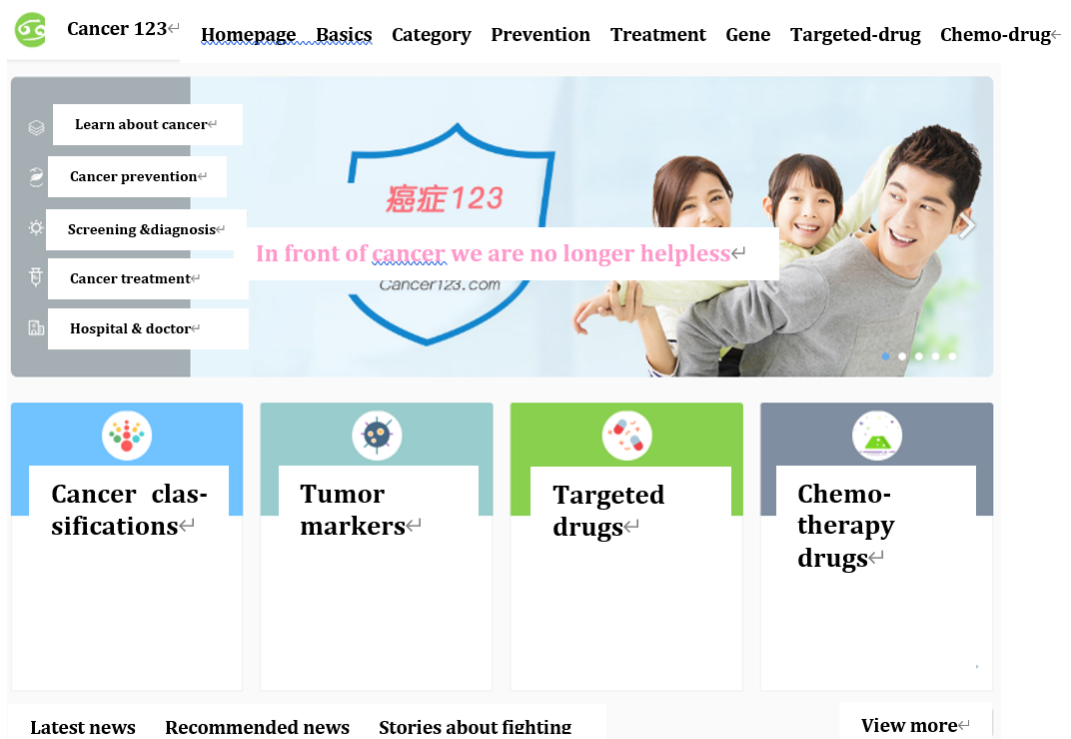 Cancer 123
Homepage Basics Category Prevention Treatment Gene Targeted-drug Chemo-drug
Learn about cancer
Cancer prevention
Screening &diagnosis
Cancer treatment
Hospital & doctor
癌症123
In front of cancer we are no longer helpless
Cancer123.com
Cancer clas-
sifications
Tumor
markers
Targeted
drugs
Chemo-
therapy
drugs
Latest news Recommended news Stories about fighting
View more